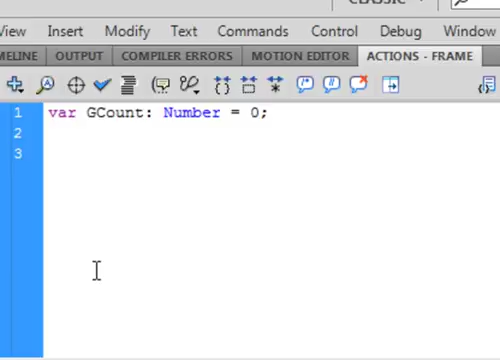 CLASSIC
View Insert Modify Text Commands Control Debug Window
MELINE OUTPUT COMPILER ERRORS MOTION EDITOR ACTIONS - FRAME
1 var GCount: Number = 0;
2
3